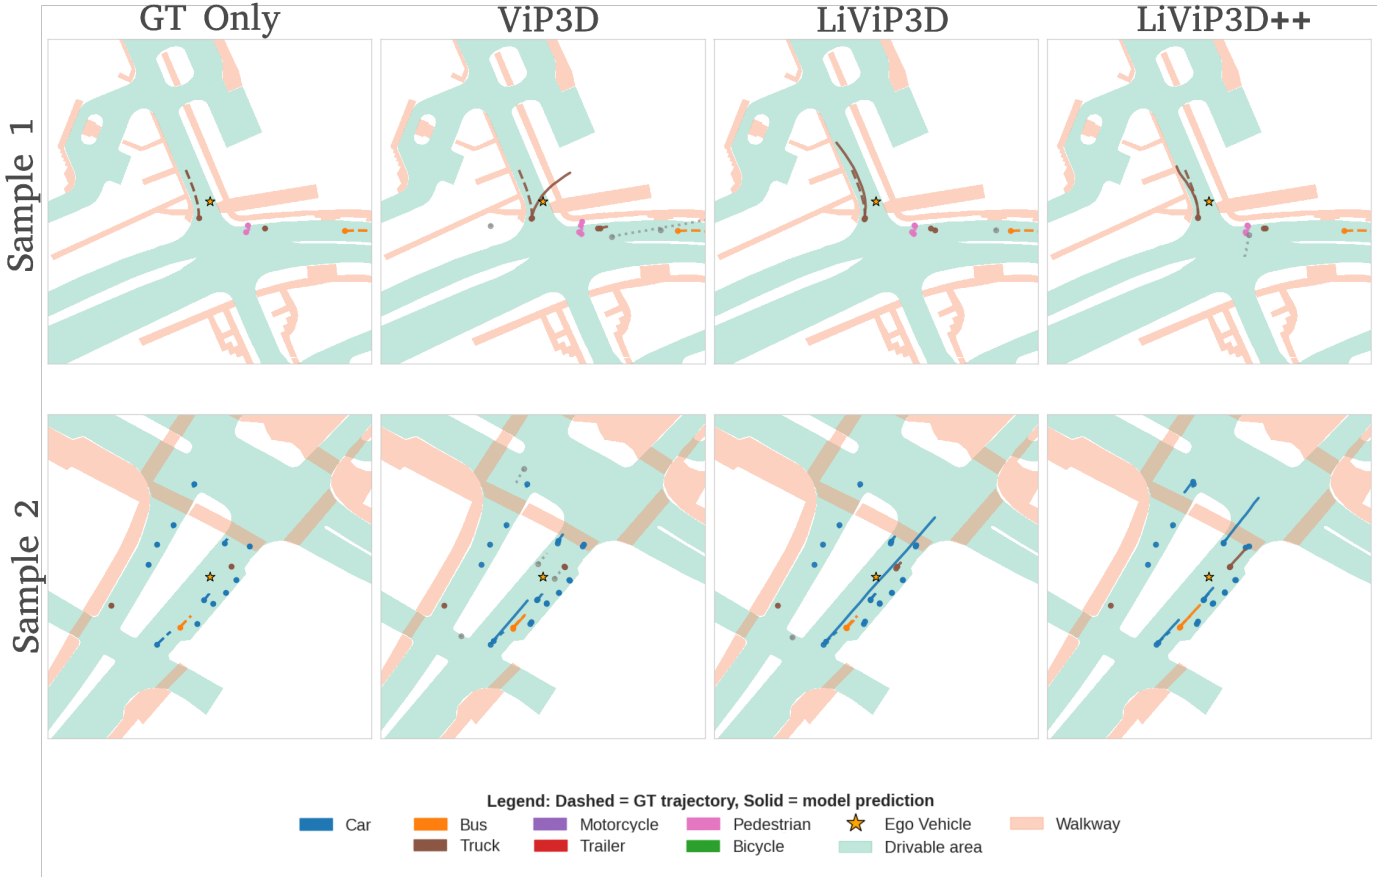 GT Only ViP3D LiViP3D LiViP3D++
Sample 1
Sample 2
Legend: Dashed = GT trajectory, Solid = model prediction
Car Bus Motorcycle Pedestrian Ego Vehicle Walkway
Truck Trailer Bicycle Drivable area